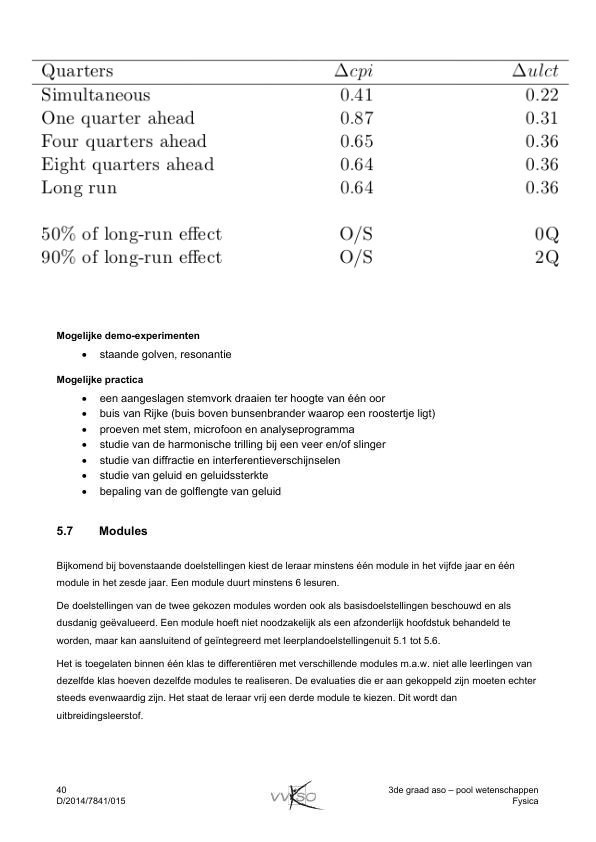 Quarters Δcpi Δulct
Simultaneous 0.41 0.22
One quarter ahead 0.87 0.31
Four quarters ahead 0.65 0.36
Eight quarters ahead 0.64 0.36
Long run 0.64 0.36
50% of long-run effect O/S 0Q
90% of long-run effect O/S 2Q
Mogelijke demo-experimenten
• staande golven, resonantie
Mogelijke practica
• een aangeslagen stemvork draaien ter hoogte van één oor
• buis van Rijke (buis boven bunsenbrander waarop een roostertje ligt)
• proeven met stem, microfoon en analyseprogramma
• studie van de harmonische trilling bij een veer en/of slinger
• studie van diffractie en interferentieverschijnselen
• studie van geluid en geluidssterkte
• bepaling van de golflengte van geluid
5.7 Modules
Bijkomend bij bovenstaande doelstellingen kiest de leraar minstens één module in het vijfde jaar en één
module in het zesde jaar. Een module duurt minstens 6 lesuren.
De doelstellingen van de twee gekozen modules worden ook als basisdoelstellingen beschouwd en als
dusdanig geëvalueerd. Een module hoeft niet noodzakelijk als een afzonderlijk hoofdstuk behandeld te
worden, maar kan aansluitend of geïntegreerd met leerplandoelstellingenuit 5.1 tot 5.6.
Het is toegelaten binnen één klas te differentiëren met verschillende modules m.a.w. niet alle leerlingen van
dezelfde klas hoeven dezelfde modules te realiseren. De evaluaties die er aan gekoppeld zijn moeten echter
steeds evenwaardig zijn. Het staat de leraar vrij een derde module te kiezen. Dit wordt dan
uitbreidingsleerstof.
40
D/2014/7841/015
vvkso
3de graad aso – pool wetenschappen
Fysica